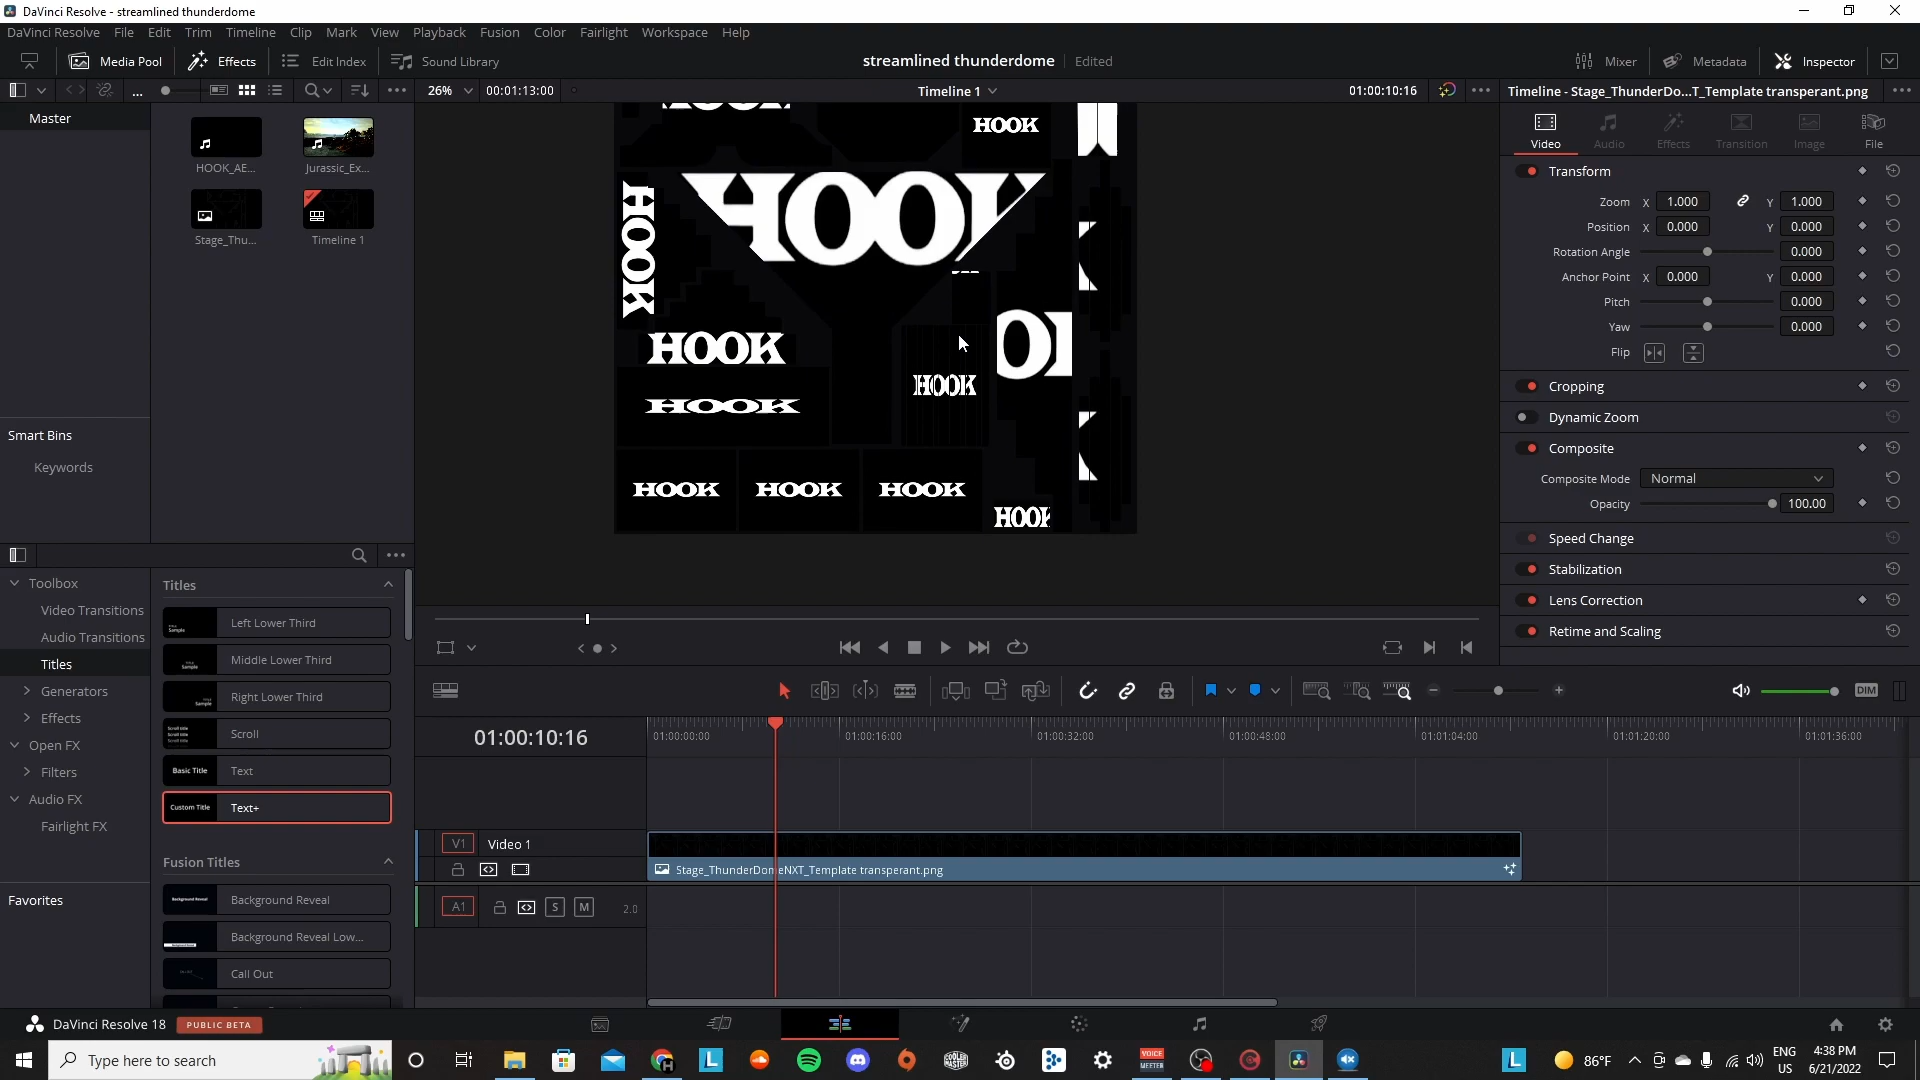 DaVinci Resolve - streamlined thunderdome
DaVinci Resolve File Edit Trim Timeline Clip Mark View Playback Fusion Color Fairlight Workspace Help
Media Pool Effects Edit Index Sound Library
streamlined thunderdome Edited
Mixer Metadata Inspector
26% 00:01:13:00
Timeline 1
01:00:10:16
Timeline - Stage_ThunderDo...T_Template transperant.png
Master
HOOK_AE...
Jurassic_Ex...
Stage_Thu...
Timeline 1
Smart Bins
Keywords
HOOK
HOOK
HOOK
HOOK
HOOK
HOOK
HOOK
HOOK
HOOK
HOOK
Video Audio Effects Transition Image File
Transform
Zoom X 1.000 Y 1.000
Position X 0.000 Y 0.000
Rotation Angle 0.000
Anchor Point X 0.000 Y 0.000
Pitch 0.000
Yaw 0.000
Flip
Cropping
Dynamic Zoom
Composite
Composite Mode Normal
Opacity 100.00
Speed Change
Stabilization
Lens Correction
Retime and Scaling
Toolbox
Video Transitions
Audio Transitions
Titles
Generators
Effects
Open FX
Filters
Audio FX
Fairlight FX
Favorites
Titles
Left Lower Third
Middle Lower Third
Right Lower Third
Scroll
Basic Title Text
Custom Title Text+
Fusion Titles
Background Reveal
Background Reveal Low...
Call Out
DIM
01:00:10:16
01:00:00:00 01:00:16:00 01:00:32:00 01:00:48:00 01:01:04:00 01:01:20:00 01:01:36:00
V1 Video 1
Stage_ThunderDomeNXT_Template transperant.png
A1 S M 2.0
DaVinci Resolve 18 PUBLIC BETA
Type here to search
COOLER MASTER
VOICE MEETER
86°F
ENG
US
4:38 PM
6/21/2022